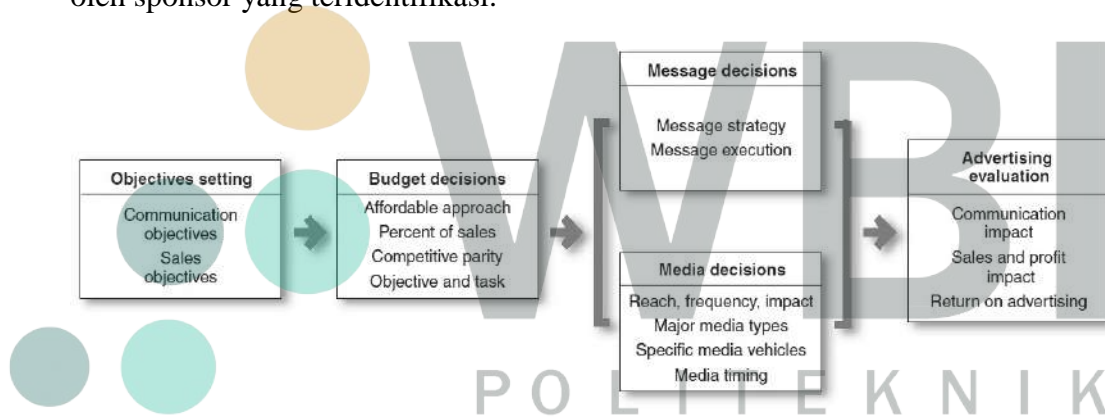 oleh sponsor yang teridentifikasi.
Objectives setting
Communication
objectives
Sales
objectives
Budget decisions
Affordable approach
Percent of sales
Competitive parity
Objective and task
Message decisions
Message strategy
Message execution
Media decisions
Reach, frequency, impact
Major media types
Specific media vehicles
Media timing
Advertising
evaluation
Communication
impact
Sales and profit
impact
Return on advertising
WBI
POLITEKNIK